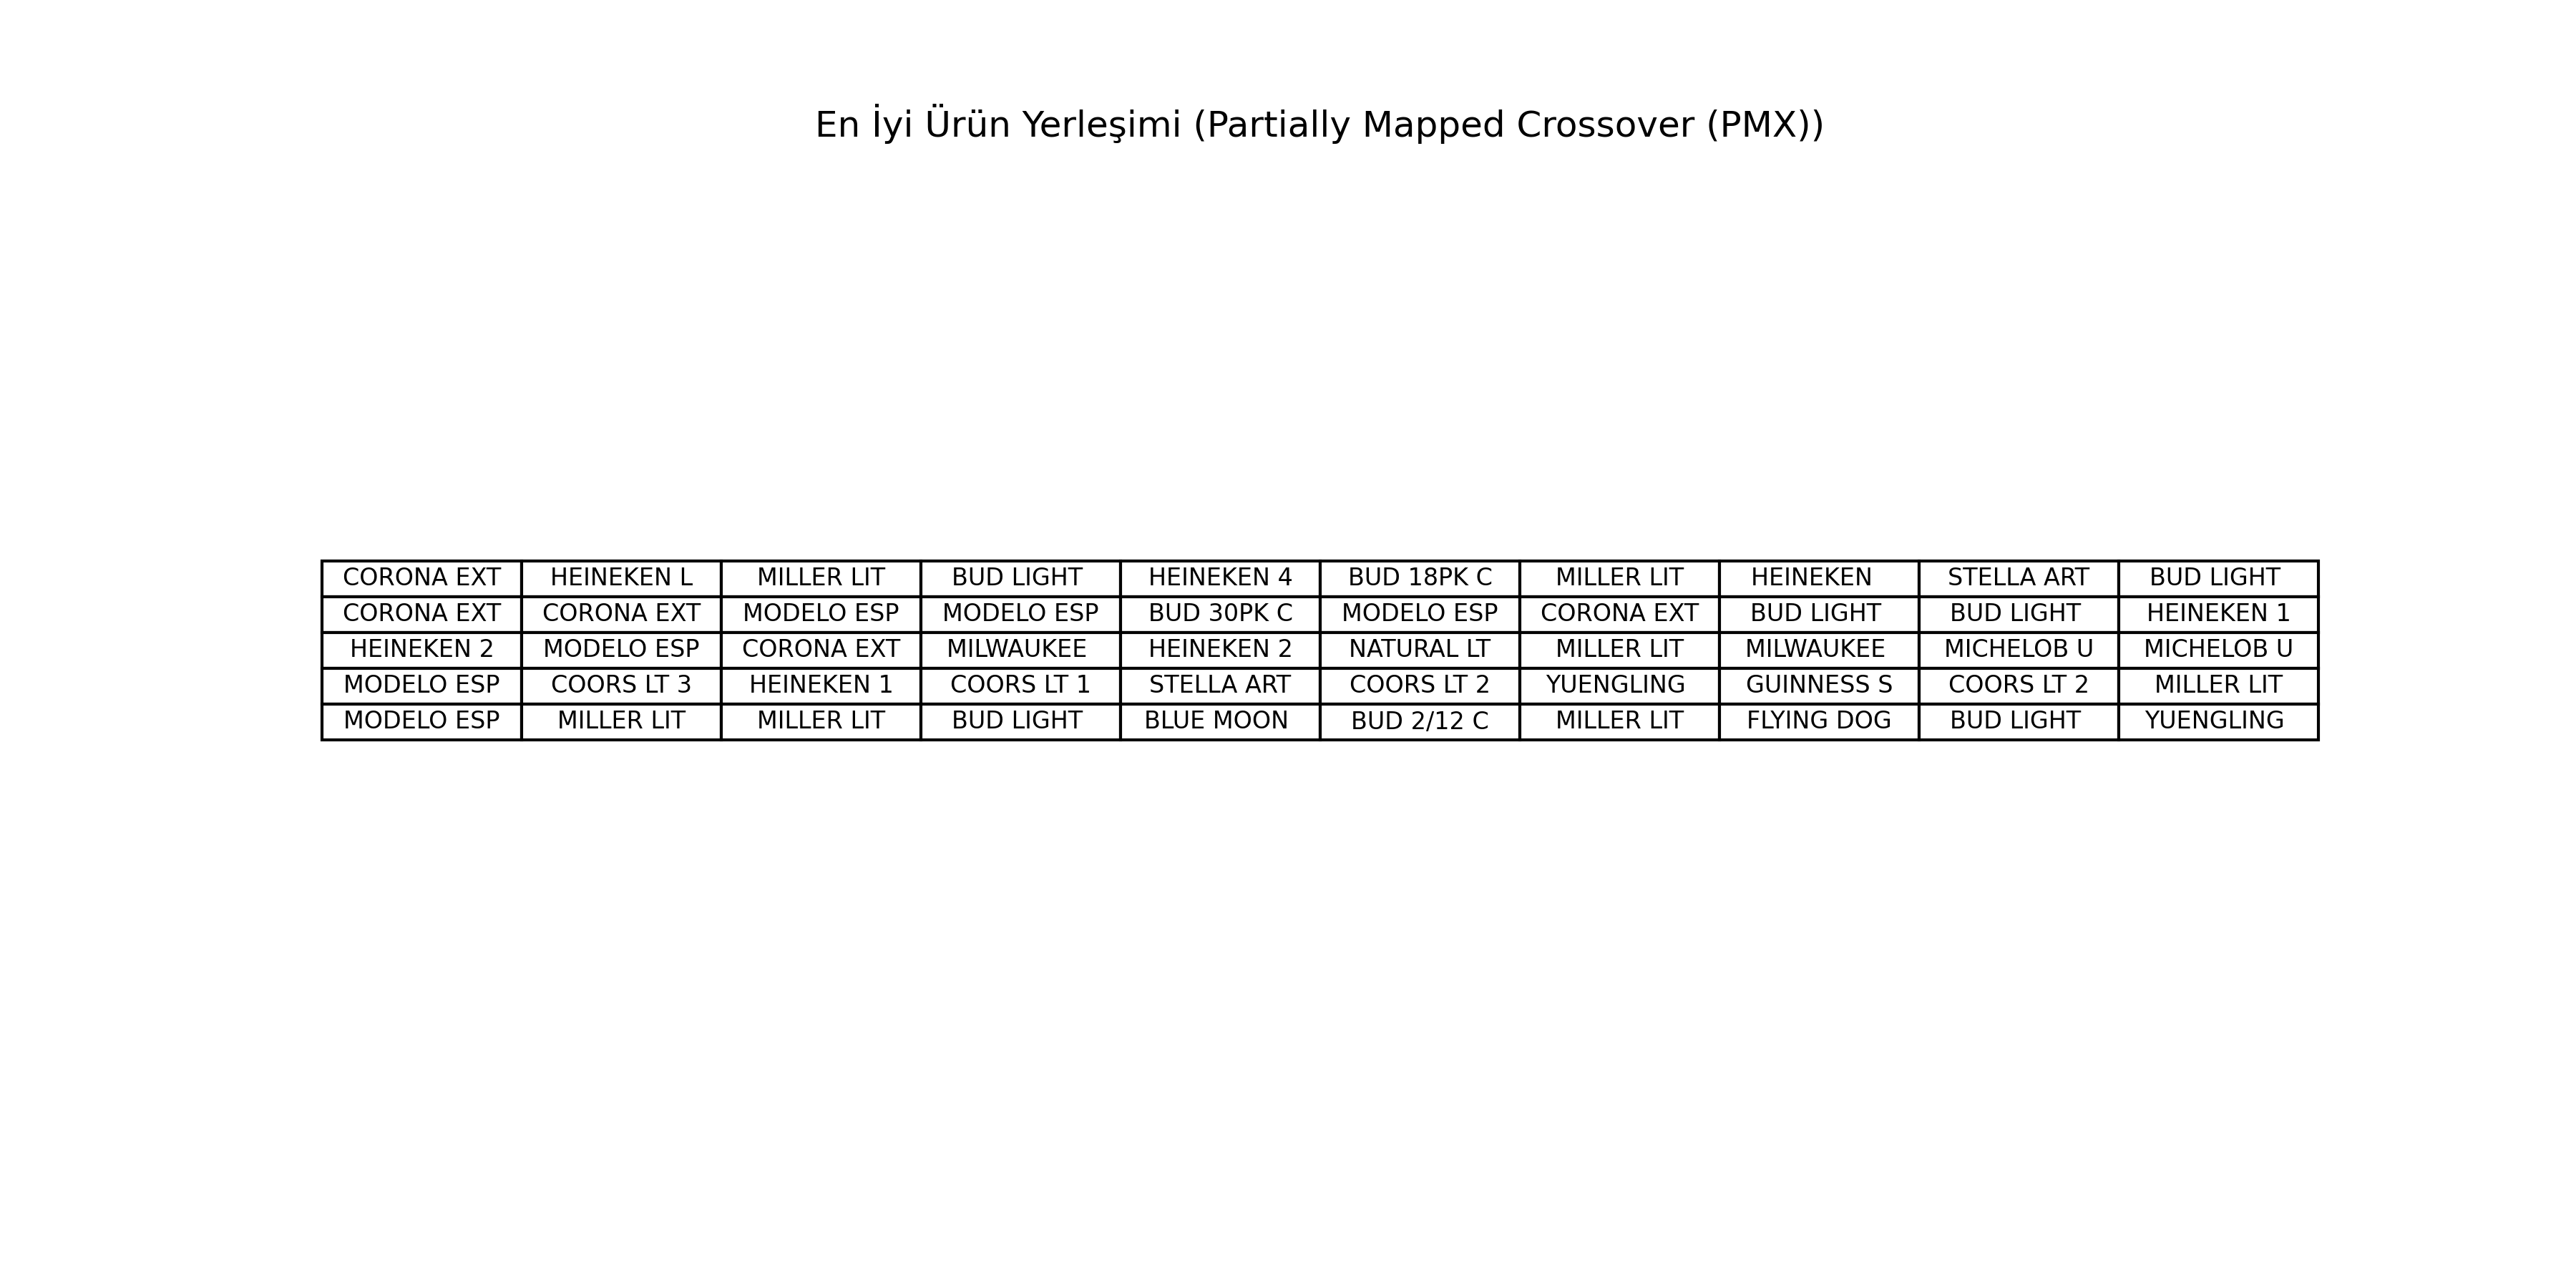 En İyi Ürün Yerleşimi (Partially Mapped Crossover (PMX))
CORONA EXT HEINEKEN L MILLER LIT BUD LIGHT HEINEKEN 4 BUD 18PK C MILLER LIT HEINEKEN STELLA ART BUD LIGHT
CORONA EXT CORONA EXT MODELO ESP MODELO ESP BUD 30PK C MODELO ESP CORONA EXT BUD LIGHT BUD LIGHT HEINEKEN 1
HEINEKEN 2 MODELO ESP CORONA EXT MILWAUKEE HEINEKEN 2 NATURAL LT MILLER LIT MILWAUKEE MICHELOB U MICHELOB U
MODELO ESP COORS LT 3 HEINEKEN 1 COORS LT 1 STELLA ART COORS LT 2 YUENGLING GUINNESS S COORS LT 2 MILLER LIT
MODELO ESP MILLER LIT MILLER LIT BUD LIGHT BLUE MOON BUD 2/12 C MILLER LIT FLYING DOG BUD LIGHT YUENGLING